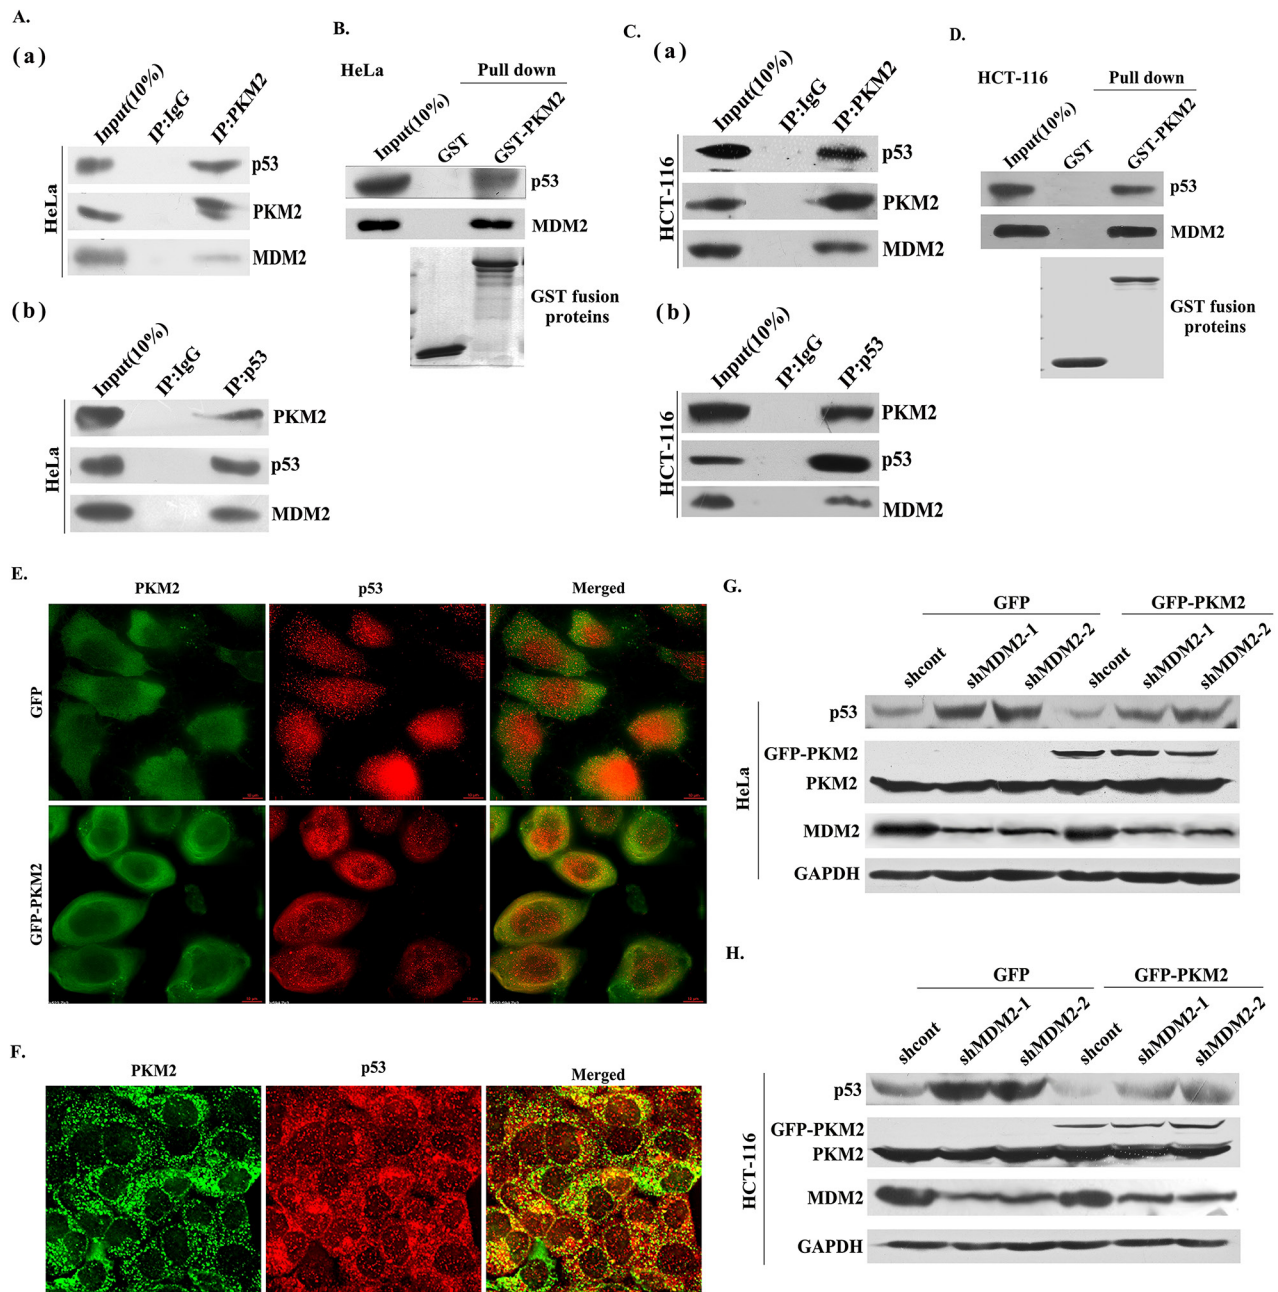 A.
(a)
Input(10%)
IP:IgG
IP:PKM2
HeLa
p53
PKM2
MDM2
(b)
Input(10%)
IP:IgG
IP:p53
HeLa
PKM2
p53
MDM2
B.
HeLa
Pull down
Input(10%)
GST
GST-PKM2
p53
MDM2
GST fusion
proteins
C.
(a)
Input(10%)
IP:IgG
IP:PKM2
HCT-116
p53
PKM2
MDM2
(b)
Input(10%)
IP:IgG
IP:p53
HCT-116
PKM2
p53
MDM2
D.
HCT-116
Pull down
Input(10%)
GST
GST-PKM2
p53
MDM2
GST fusion
proteins
E.
PKM2
p53
Merged
GFP
GFP-PKM2
F.
PKM2
p53
Merged
G.
GFP
GFP-PKM2
shcont
shMDM2-1
shMDM2-2
shcont
shMDM2-1
shMDM2-2
HeLa
p53
GFP-PKM2
PKM2
MDM2
GAPDH
H.
GFP
GFP-PKM2
shcont
shMDM2-1
shMDM2-2
shcont
shMDM2-1
shMDM2-2
HCT-116
p53
GFP-PKM2
PKM2
MDM2
GAPDH